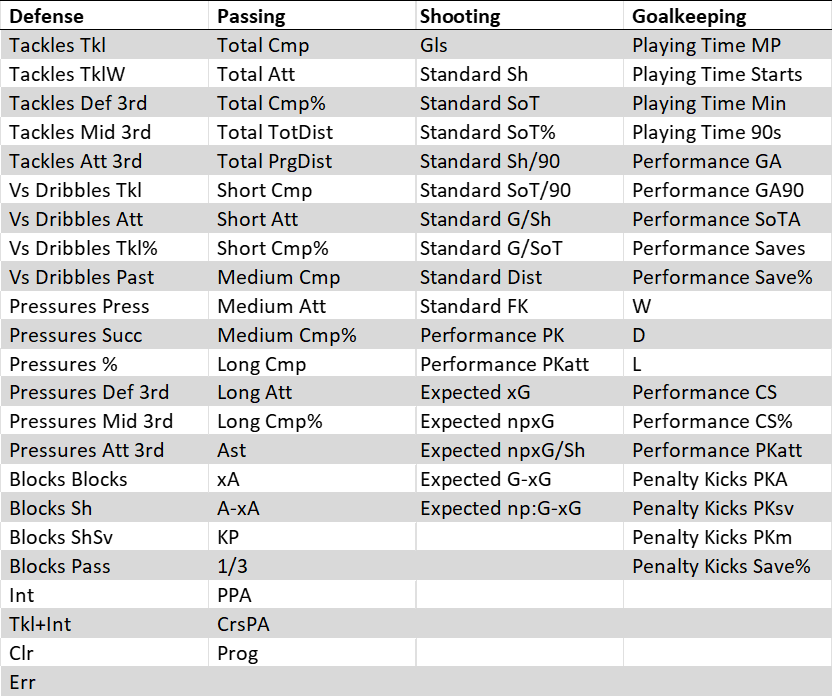 Defense Passing Shooting Goalkeeping
Tackles Tkl Total Cmp Gls Playing Time MP
Tackles TklW Total Att Standard Sh Playing Time Starts
Tackles Def 3rd Total Cmp% Standard SoT Playing Time Min
Tackles Mid 3rd Total TotDist Standard SoT% Playing Time 90s
Tackles Att 3rd Total PrgDist Standard Sh/90 Performance GA
Vs Dribbles Tkl Short Cmp Standard SoT/90 Performance GA90
Vs Dribbles Att Short Att Standard G/Sh Performance SoTA
Vs Dribbles Tkl% Short Cmp% Standard G/SoT Performance Saves
Vs Dribbles Past Medium Cmp Standard Dist Performance Save%
Pressures Press Medium Att Standard FK W
Pressures Succ Medium Cmp% Performance PK D
Pressures % Long Cmp Performance PKatt L
Pressures Def 3rd Long Att Expected xG Performance CS
Pressures Mid 3rd Long Cmp% Expected npxG Performance CS%
Pressures Att 3rd Ast Expected npxG/Sh Performance PKatt
Blocks Blocks xA Expected G-xG Penalty Kicks PKA
Blocks Sh A-xA Expected np:G-xG Penalty Kicks PKsv
Blocks ShSv KP Penalty Kicks PKm
Blocks Pass 1/3 Penalty Kicks Save%
Int PPA
Tkl+Int CrsPA
Clr Prog
Err